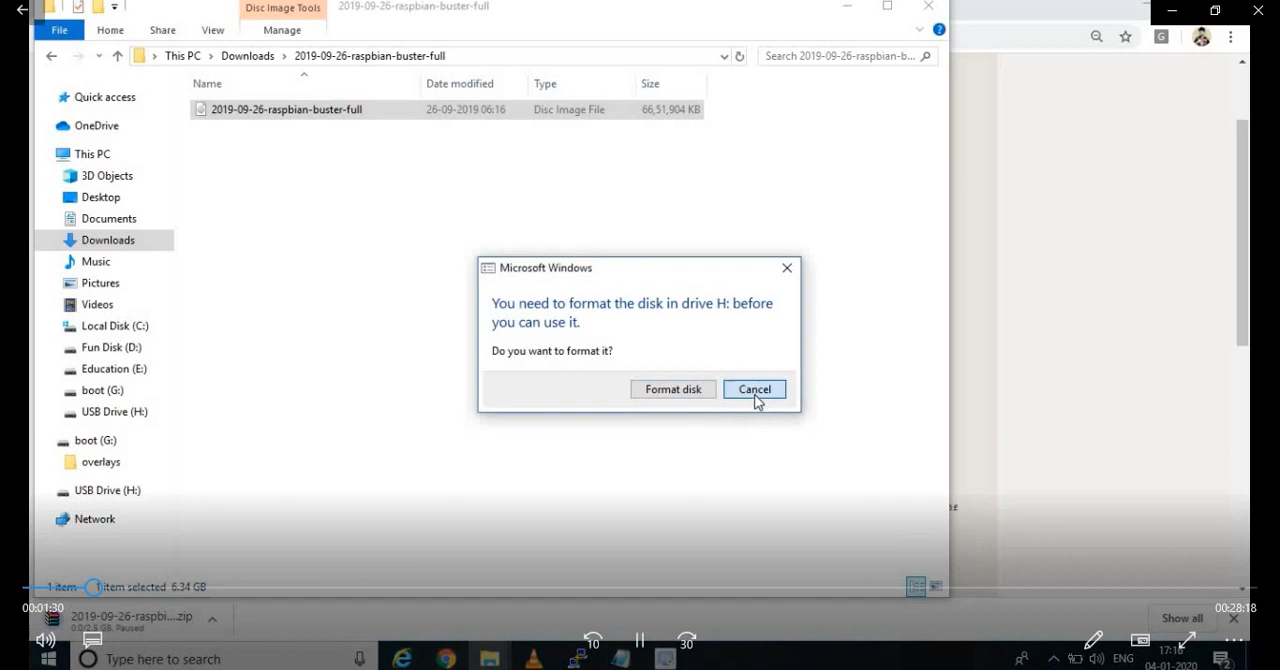 Disc Image Tools
2019-09-26-raspbian-buster-full
File Home Share View Manage
This PC Downloads 2019-09-26-raspbian-buster-full
Search 2019-09-26-raspbian-b...
Name Date modified Type Size
2019-09-26-raspbian-buster-full 26-09-2019 06:16 Disc Image File 66,51,904 KB
Quick access
OneDrive
This PC
3D Objects
Desktop
Documents
Downloads
Music
Pictures
Videos
Local Disk (C:)
Fun Disk (D:)
Education (E:)
boot (G:)
USB Drive (H:)
boot (G:)
overlays
USB Drive (H:)
Network
Microsoft Windows
You need to format the disk in drive H: before
you can use it.
Do you want to format it?
Format disk Cancel
1 item 1 item selected 6.34 GB
00:01:30
00:28:18
2019-09-26-raspbi....zip
0.0/2.5 GB, Paused
Show all
10
30
Type here to search
ENG
17:16
04-01-2020